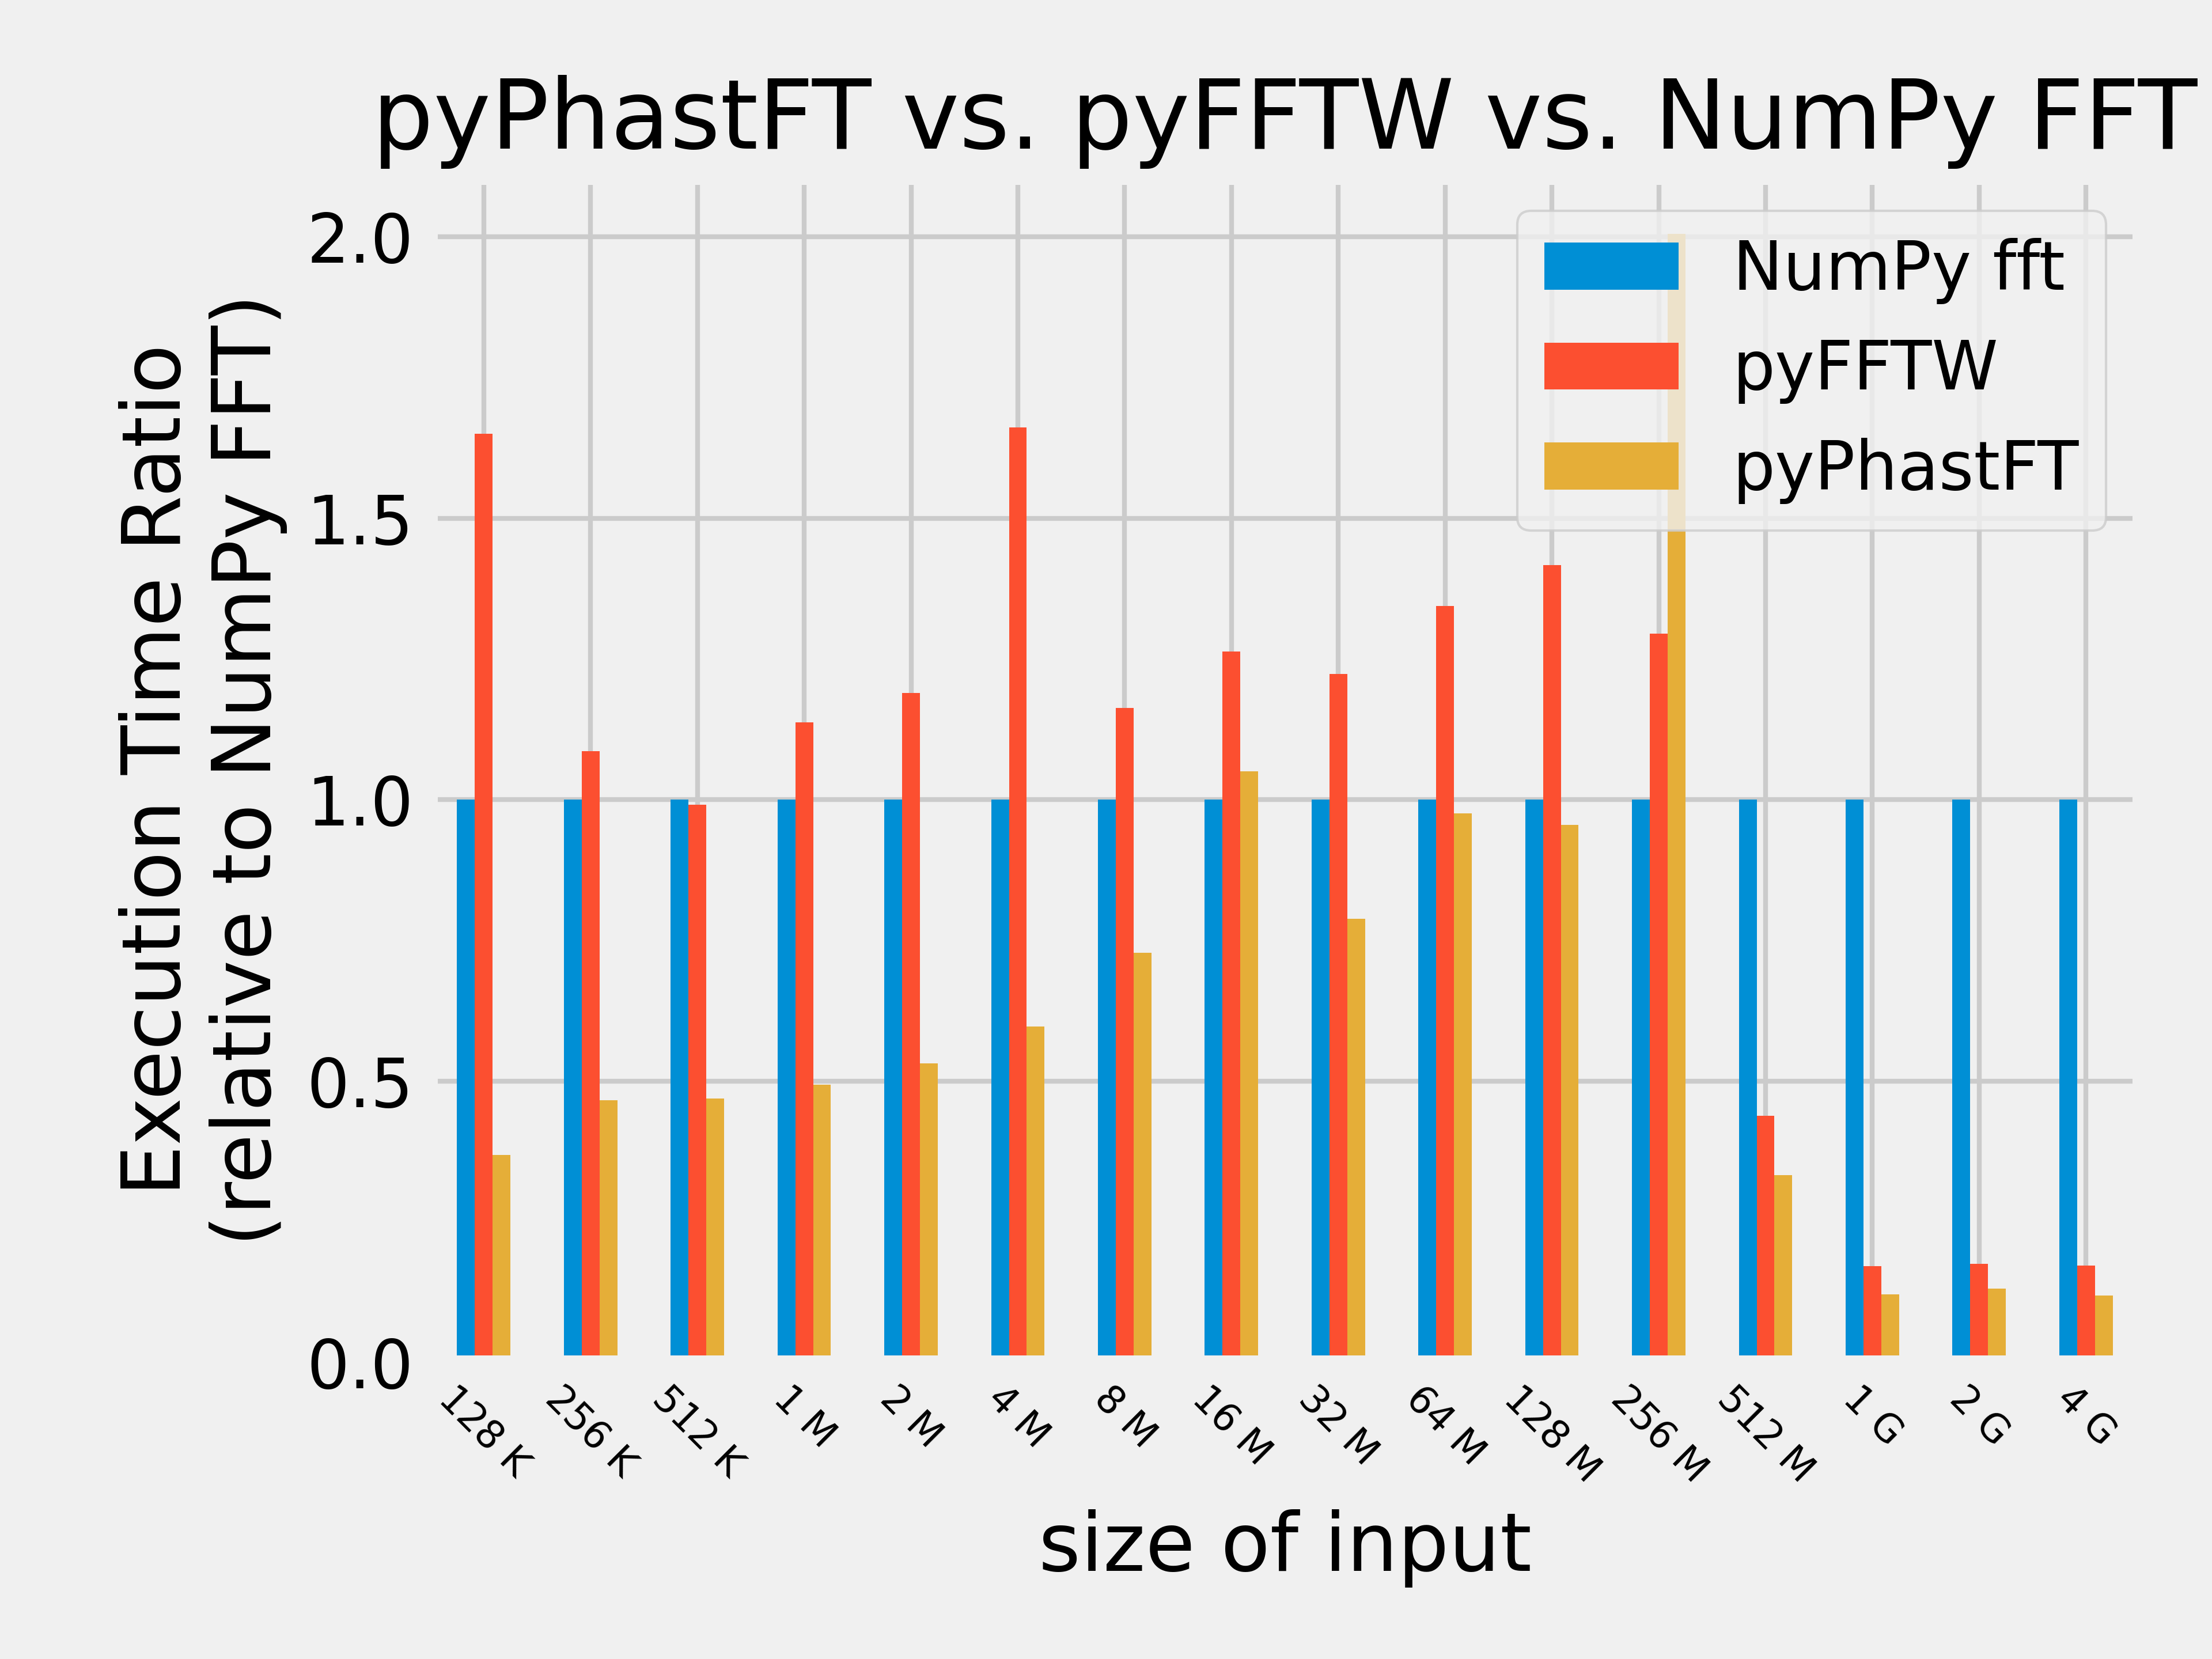 pyPhastFT vs. pyFFTW vs. NumPy FFT
Execution Time Ratio
(relative to NumPy FFT)
2.0
1.5
1.0
0.5
0.0
NumPy fft
pyFFTW
pyPhastFT
128 K
256 K
512 K
1 M
2 M
4 M
8 M
16 M
32 M
64 M
128 M
256 M
512 M
1 G
2 G
4 G
size of input